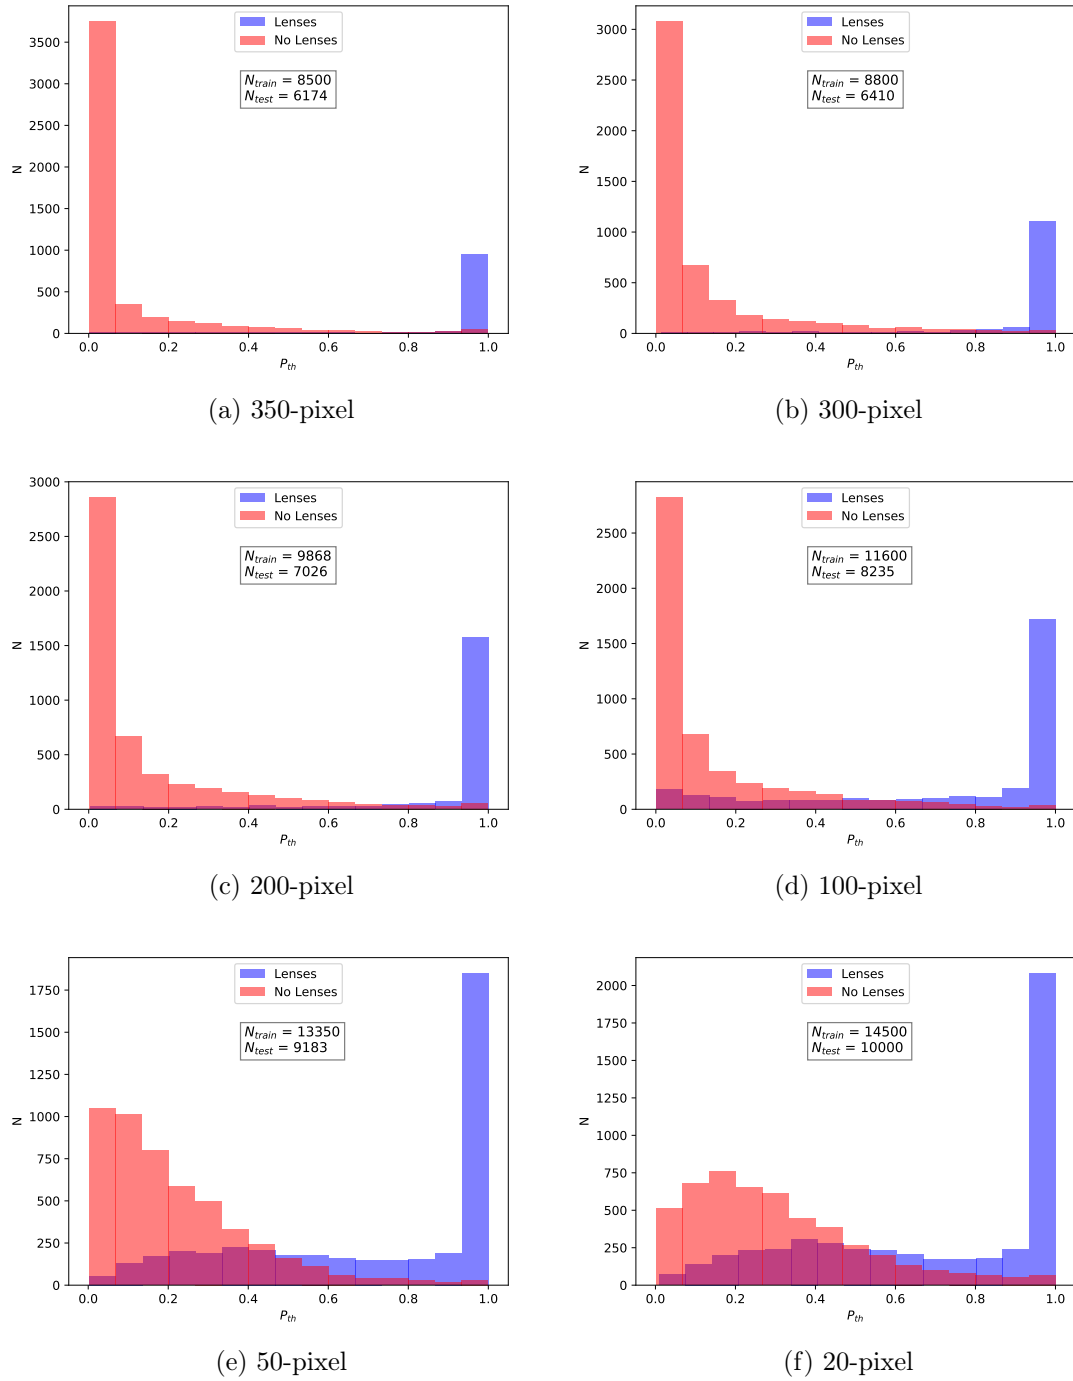 Lenses
No Lenses
N_train = 8500
N_test = 6174
3500
3000
2500
2000
1500
1000
500
0
N
0.0 0.2 0.4 0.6 0.8 1.0
P_th
(a) 350-pixel
Lenses
No Lenses
N_train = 8800
N_test = 6410
3000
2500
2000
1500
1000
500
0
N
0.0 0.2 0.4 0.6 0.8 1.0
P_th
(b) 300-pixel
Lenses
No Lenses
N_train = 9868
N_test = 7026
3000
2500
2000
1500
1000
500
0
N
0.0 0.2 0.4 0.6 0.8 1.0
P_th
(c) 200-pixel
Lenses
No Lenses
N_train = 11600
N_test = 8235
2500
2000
1500
1000
500
0
N
0.0 0.2 0.4 0.6 0.8 1.0
P_th
(d) 100-pixel
Lenses
No Lenses
N_train = 13350
N_test = 9183
1750
1500
1250
1000
750
500
250
0
N
0.0 0.2 0.4 0.6 0.8 1.0
P_th
(e) 50-pixel
Lenses
No Lenses
N_train = 14500
N_test = 10000
2000
1750
1500
1250
1000
750
500
250
0
N
0.0 0.2 0.4 0.6 0.8 1.0
P_th
(f) 20-pixel